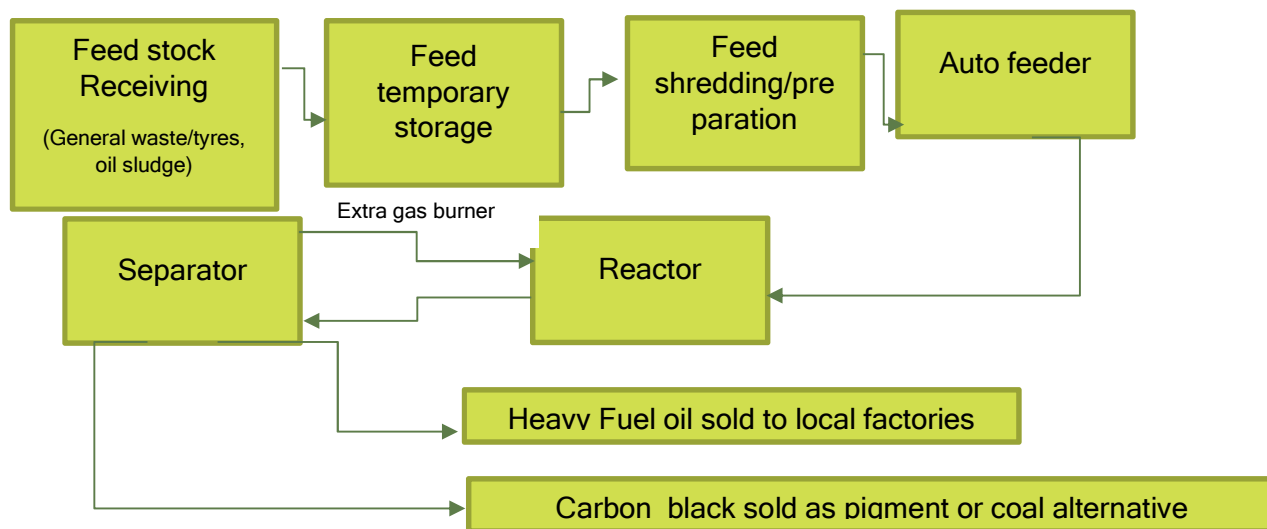 Feed stock
Receiving
(General waste/tyres,
oil sludge)
Feed
temporary
storage
Feed
shredding/pre
paration
Auto feeder
Extra gas burner
Separator
Reactor
Heavy Fuel oil sold to local factories
Carbon black sold as pigment or coal alternative